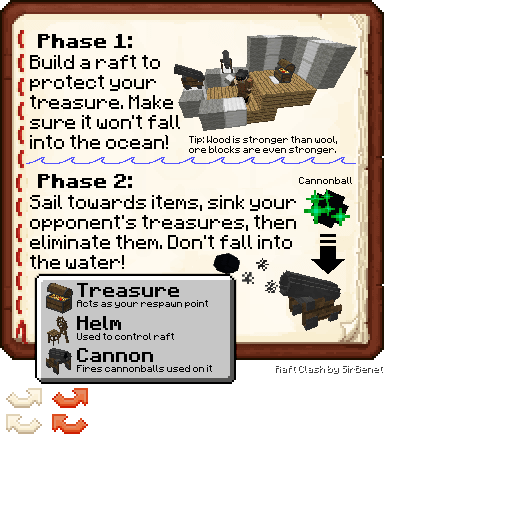 Phase 1:
Build a raft to
protect your
treasure. Make
sure it won't fall
into the ocean!
Tip: Wood is stronger than wool,
ore blocks are even stronger.
Phase 2:
Cannonball
Sail towards items, sink your
opponent's treasures, then
eliminate them. Don't fall into
the water!
Treasure
Acts as your respawn point
Helm
Used to control raft
Cannon
Fires cannonballs used on it
Raft Clash by SirBenet